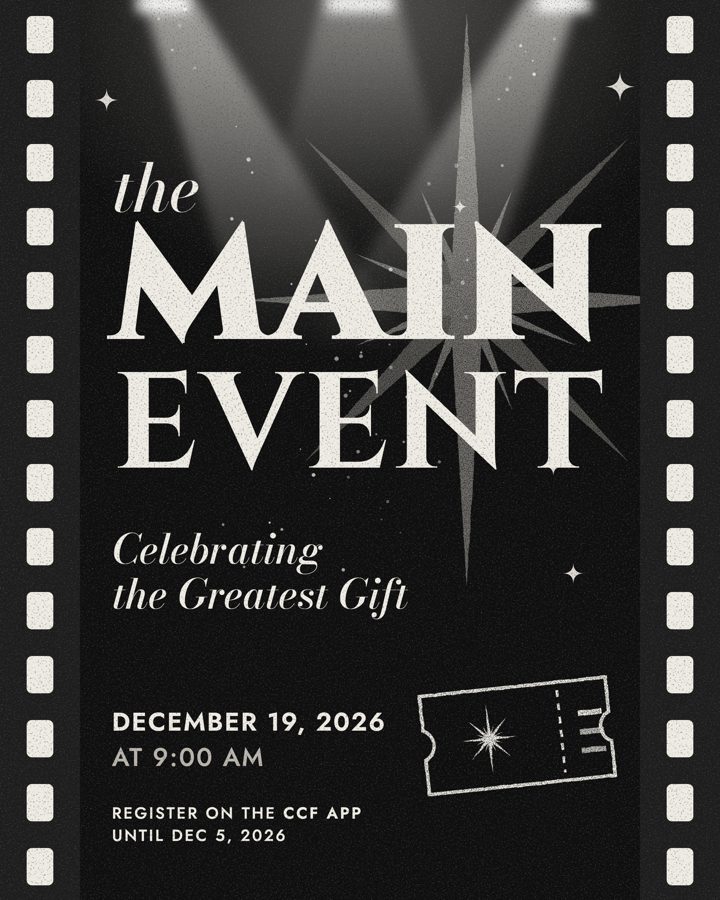 the
MAIN
EVENT
Celebrating
the Greatest Gift
DECEMBER 19, 2026
AT 9:00 AM
REGISTER ON THE CCF APP
UNTIL DEC 5, 2026